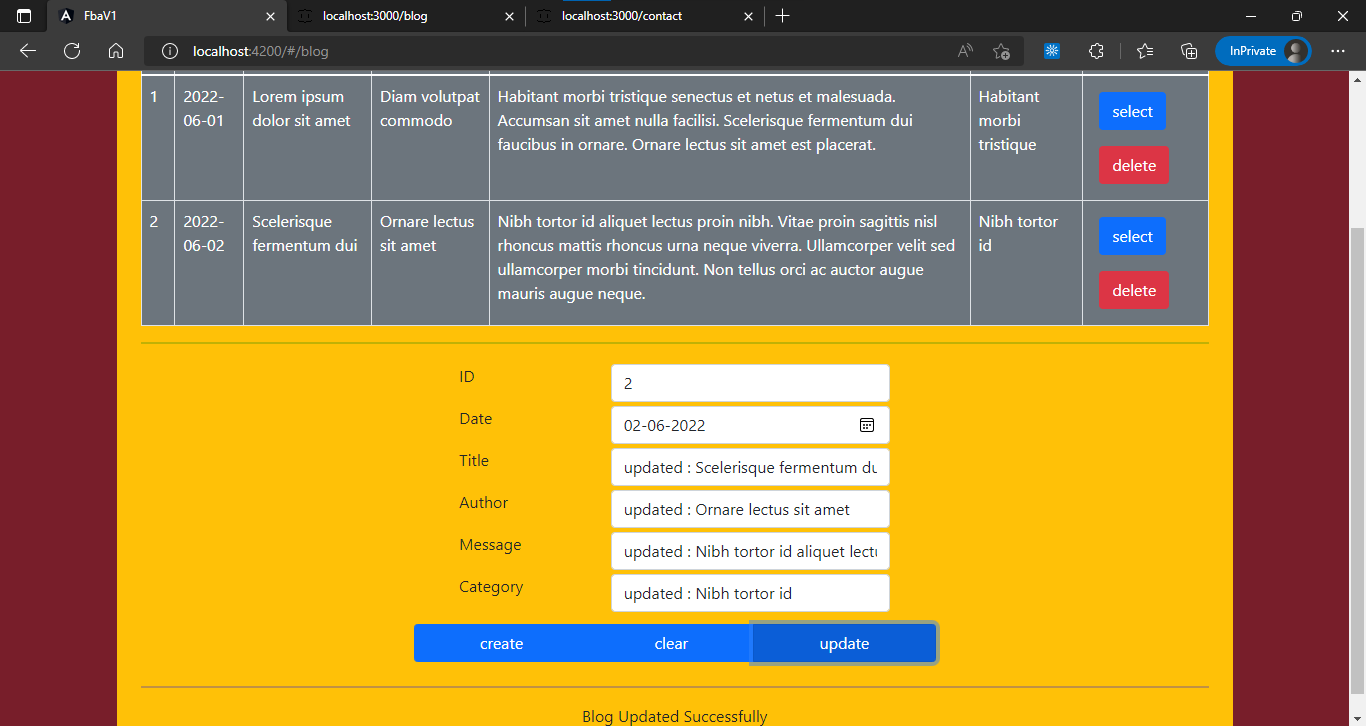 FbaV1
localhost:3000/blog
localhost:3000/contact
localhost:4200/#/blog
InPrivate
1
2022-
06-01
Lorem ipsum
dolor sit amet
Diam volutpat
commodo
Habitant morbi tristique senectus et netus et malesuada.
Accumsan sit amet nulla facilisi. Scelerisque fermentum dui
faucibus in ornare. Ornare lectus sit amet est placerat.
Habitant
morbi
tristique
select
delete
2
2022-
06-02
Scelerisque
fermentum dui
Ornare lectus
sit amet
Nibh tortor id aliquet lectus proin nibh. Vitae proin sagittis nisl
rhoncus mattis rhoncus urna neque viverra. Ullamcorper velit sed
ullamcorper morbi tincidunt. Non tellus orci ac auctor augue
mauris augue neque.
Nibh tortor
id
select
delete
ID
2
Date
02-06-2022
Title
updated : Scelerisque fermentum du
Author
updated : Ornare lectus sit amet
Message
updated : Nibh tortor id aliquet lectu
Category
updated : Nibh tortor id
create clear update
Blog Updated Successfully